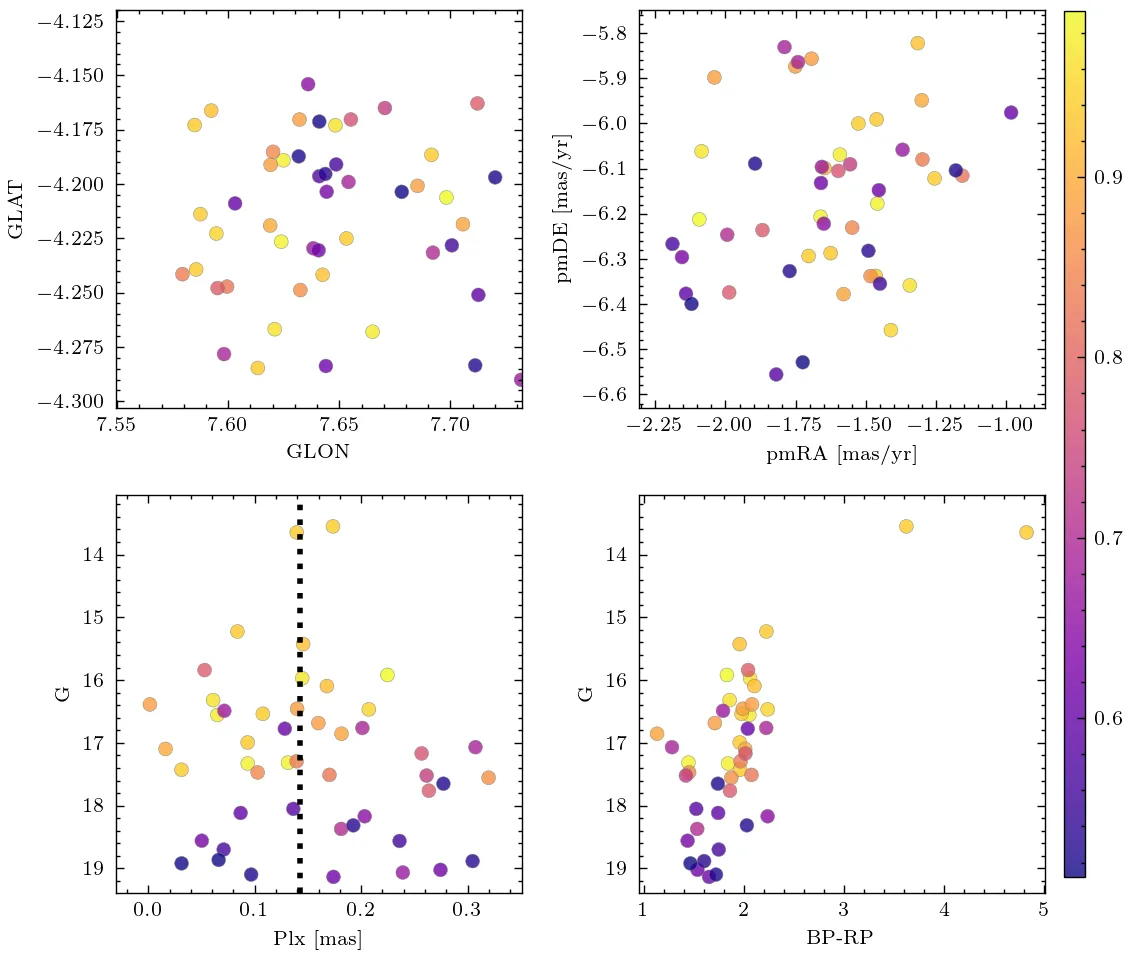 −4.125
−4.150
−4.175
−4.200
−4.225
−4.250
−4.275
−4.300
GLAT
7.55 7.60 7.65 7.70
GLON
−5.8
−5.9
−6.0
−6.1
−6.2
−6.3
−6.4
−6.5
−6.6
pmDE [mas/yr]
−2.25 −2.00 −1.75 −1.50 −1.25 −1.00
pmRA [mas/yr]
0.9
0.8
0.7
0.6
14
15
16
17
18
19
G
0.0 0.1 0.2 0.3
Plx [mas]
14
15
16
17
18
19
G
1 2 3 4 5
BP-RP